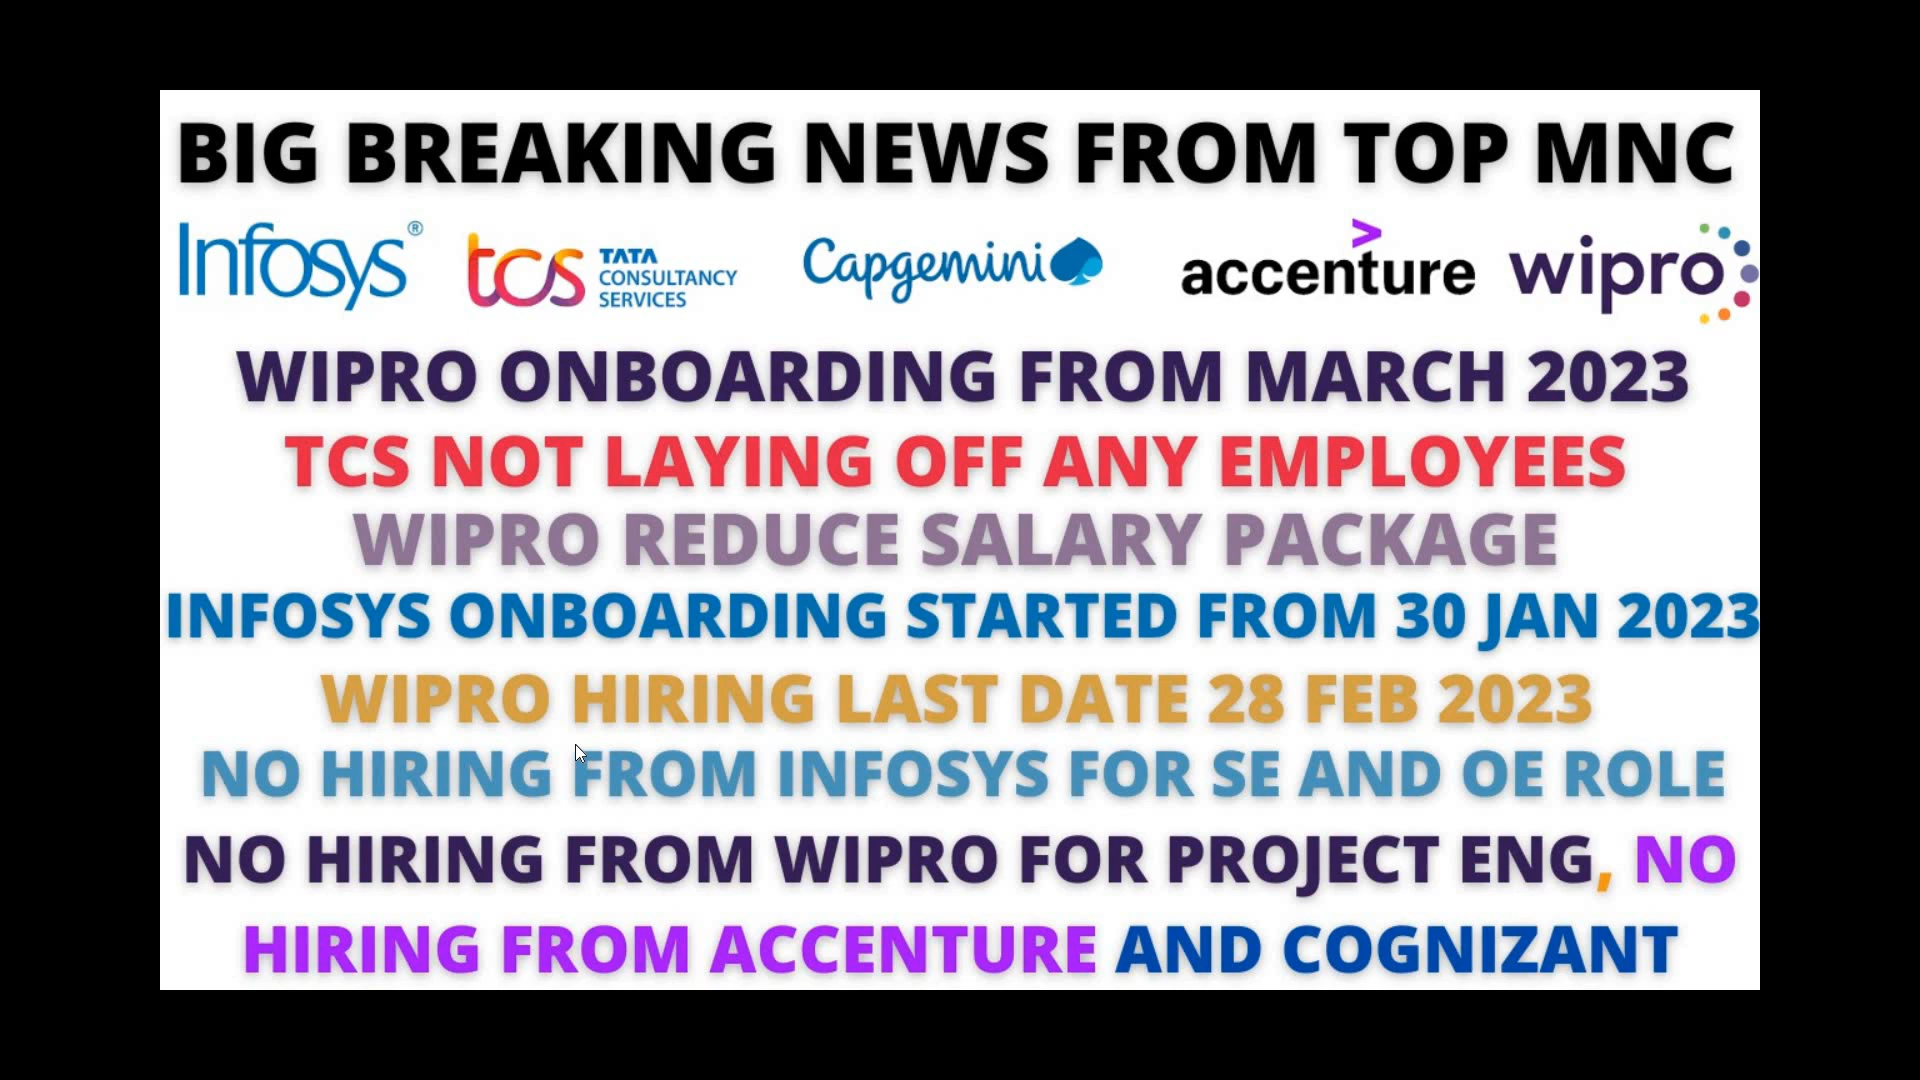 BIG BREAKING NEWS FROM TOP MNC
Infosys® tcs TATA CONSULTANCY SERVICES Capgemini accenture wipro
WIPRO ONBOARDING FROM MARCH 2023
TCS NOT LAYING OFF ANY EMPLOYEES
WIPRO REDUCE SALARY PACKAGE
INFOSYS ONBOARDING STARTED FROM 30 JAN 2023
WIPRO HIRING LAST DATE 28 FEB 2023
NO HIRING FROM INFOSYS FOR SE AND OE ROLE
NO HIRING FROM WIPRO FOR PROJECT ENG, NO
HIRING FROM ACCENTURE AND COGNIZANT